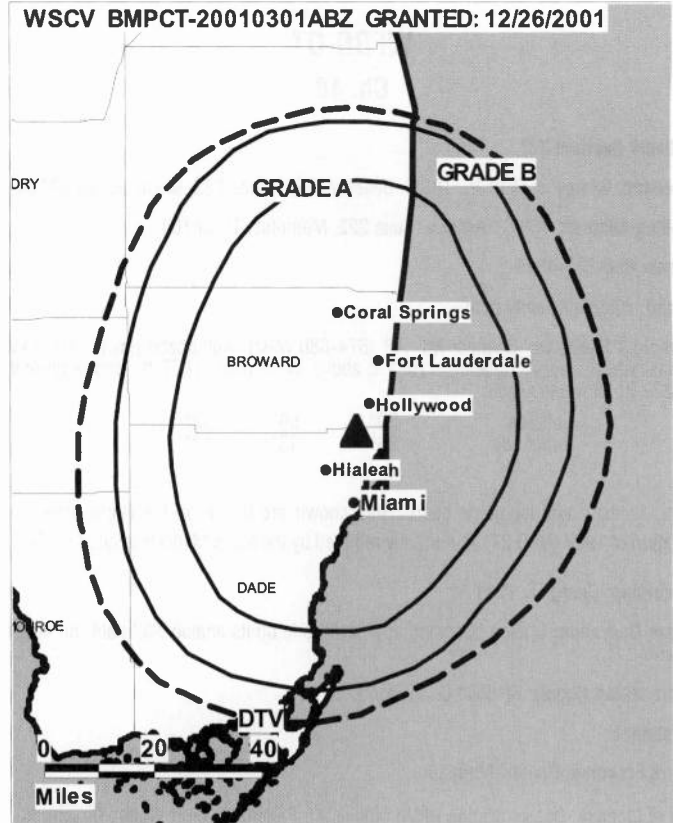 WSCV BMPCT-20010301ABZ GRANTED: 12/26/2001
GRADE B
DRY
GRADE A
Coral Springs
BROWARD
Fort Lauderdale
Hollywood
Hialeah
Miami
DADE
DTV
0 20 40
Miles